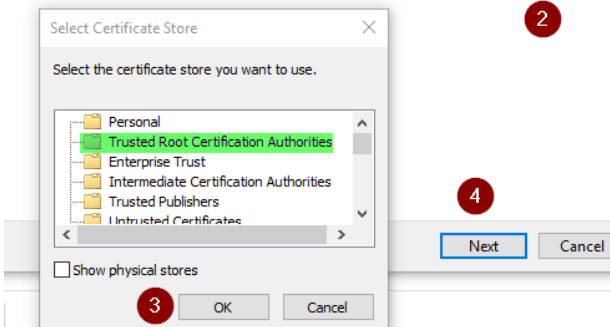 2
Select Certificate Store
Select the certificate store you want to use.
Personal
Trusted Root Certification Authorities
Enterprise Trust
Intermediate Certification Authorities
Trusted Publishers
Untrusted Certificates
Show physical stores
3 OK Cancel
4
Next Cancel